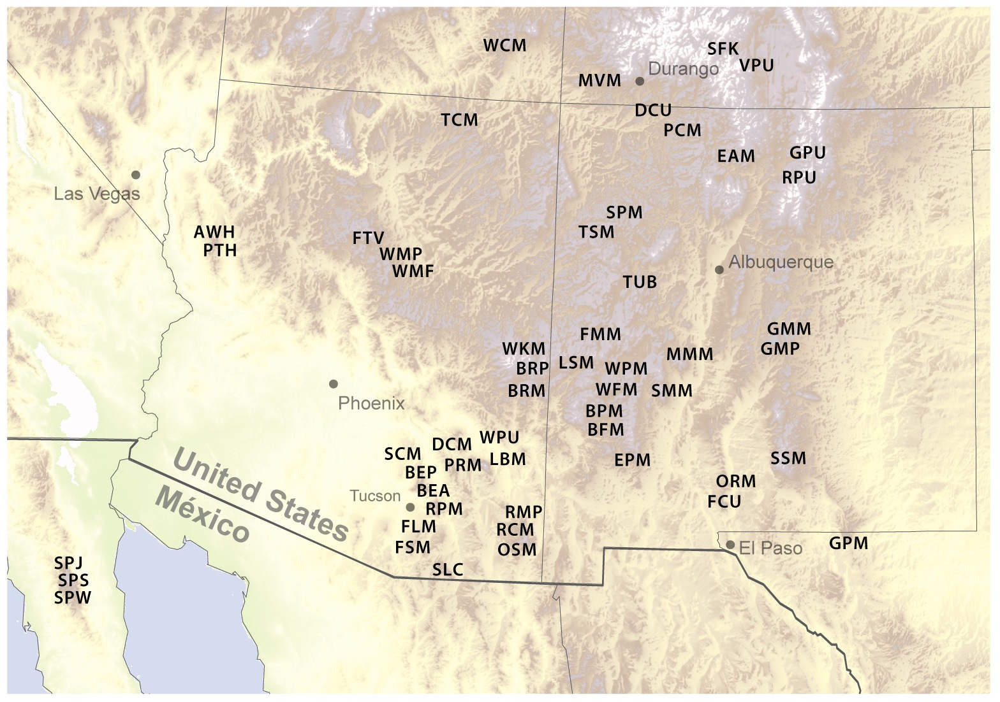 WCM
SFK
VPU
Durango
MVM
DCU
TCM
PCM
EAM
GPU
RPU
Las Vegas
SPM
TSM
AWH
PTH
FTV
WMP
WMF
Albuquerque
TUB
FMM
GMM
GMP
WKM
MMM
BRP
LSM
WPM
BRM
WFM
SMM
Phoenix
BPM
BFM
WPU
DCM
SCM
LBM
PRM
BEP
EPM
SSM
BEA
ORM
Tucson
FCU
RPM
RMP
FLM
RCM
FSM
OSM
El Paso
GPM
SLC
United States
México
SPJ
SPS
SPW